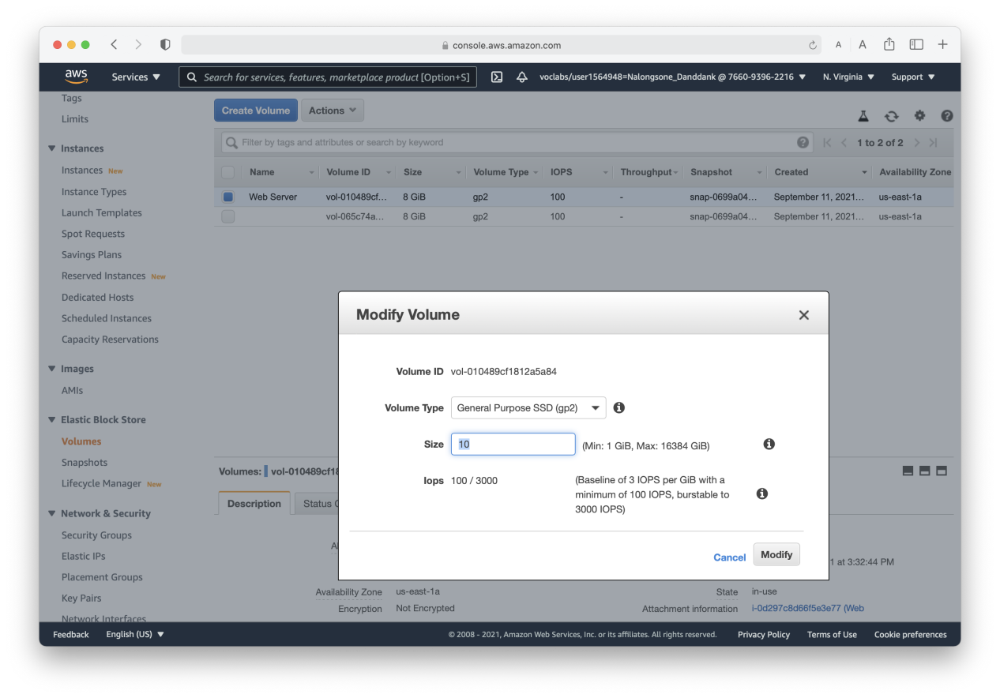 console.aws.amazon.com
A A
aws
Services
Search for services, features, marketplace product [Option+S]
voclabs/user1564948=Nalongsone_Danddank @ 7660-9396-2216
N. Virginia
Support
Tags
Limits
Instances
Instances New
Instance Types
Launch Templates
Spot Requests
Savings Plans
Reserved Instances New
Dedicated Hosts
Scheduled Instances
Capacity Reservations
Images
AMIs
Elastic Block Store
Volumes
Snapshots
Lifecycle Manager New
Network & Security
Security Groups
Elastic IPs
Placement Groups
Key Pairs
Network Interfaces
Create Volume Actions
Filter by tags and attributes or search by keyword
1 to 2 of 2
Name Volume ID Size Volume Type IOPS Throughput Snapshot Created Availability Zone
Web Server vol-010489cf... 8 GiB gp2 100 - snap-0699a04... September 11, 2021... us-east-1a
vol-065c74a... 8 GiB gp2 100 - snap-0699a04... September 11, 2021... us-east-1a
Modify Volume
Volume ID vol-010489cf1812a5a84
Volume Type General Purpose SSD (gp2)
Size 10 (Min: 1 GiB, Max: 16384 GiB)
Iops 100 / 3000 (Baseline of 3 IOPS per GiB with a
minimum of 100 IOPS, burstable to
3000 IOPS)
Cancel Modify
Volumes: vol-010489cf18
Description Status
1 at 3:32:44 PM
Availability Zone us-east-1a State in-use
Encryption Not Encrypted Attachment information i-0d297c8d66f5e3e77 (Web
Feedback English (US)
© 2008 - 2021, Amazon Web Services, Inc. or its affiliates. All rights reserved. Privacy Policy Terms of Use Cookie preferences